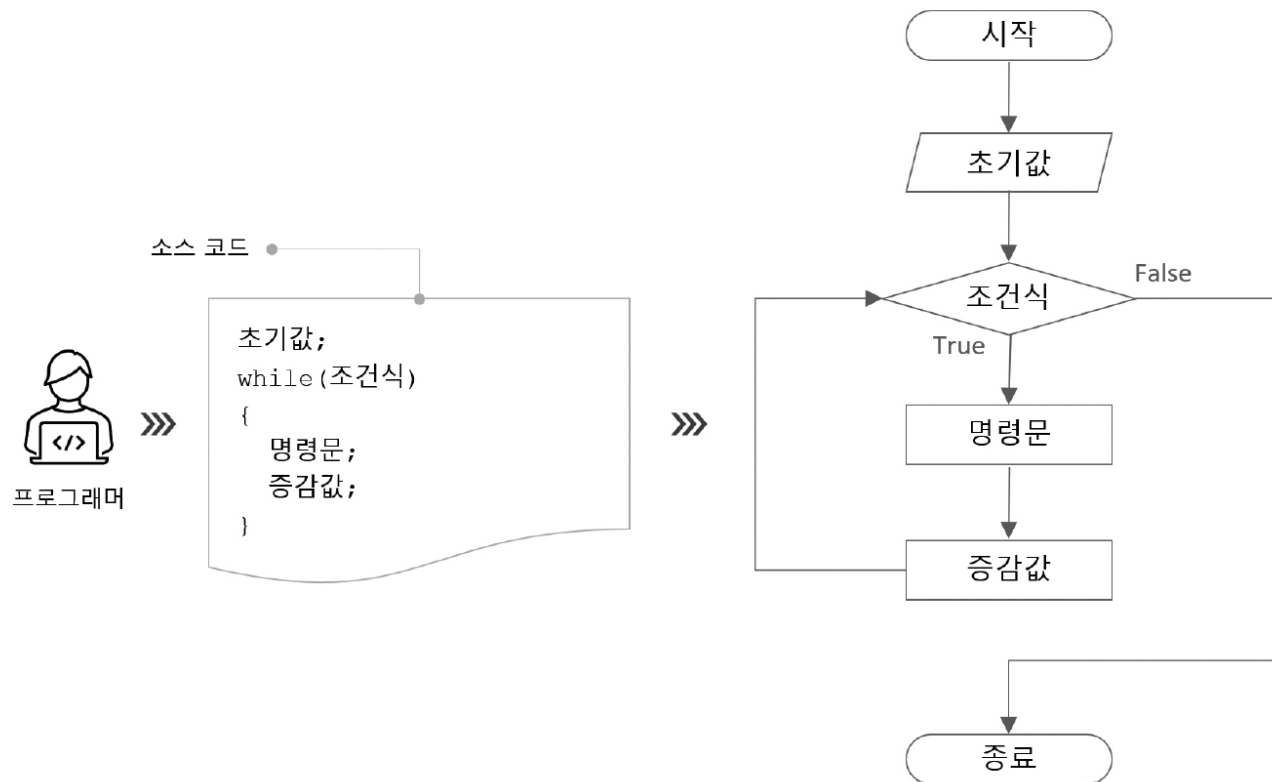 소스 코드
초기값;
while(조건식)
{
명령문;
증감값;
}
프로그래머
시작
초기값
조건식
False
True
명령문
증감값
종료